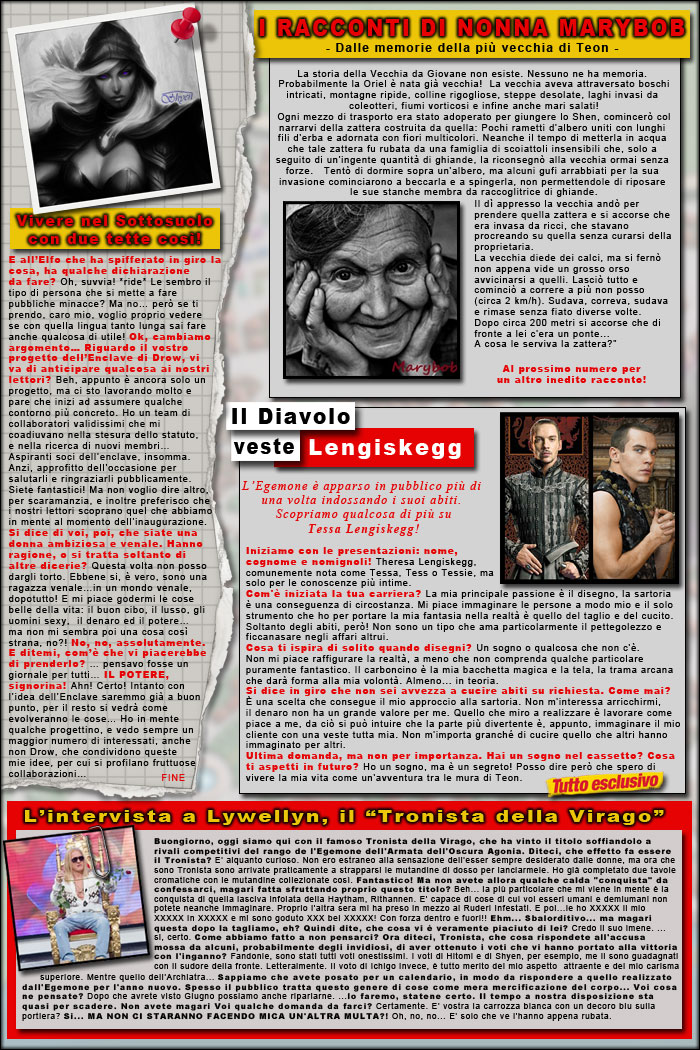 Shyen
Vivere nel Sottosuolo
con due tette così!
E all'Elfo che ha spifferato in giro la
cosa, ha qualche dichiarazione
da fare? Oh, suvvia! *ride* Le sembro il
tipo di persona che si mette a fare
pubbliche minacce? Ma no... però se ti
prendo, caro mio, voglio proprio vedere
se con quella lingua tanto lunga sai fare
anche qualcosa di utile! Ok, cambiamo
argomento... Riguardo il vostro
progetto dell'Enclave di Drow, vi
va di anticipare qualcosa ai nostri
lettori? Beh, appunto è ancora solo un
progetto, ma ci sto lavorando molto e
pare che inizi ad assumere qualche
contorno più concreto. Ho un team di
collaboratori validissimi che mi
coadiuvano nella stesura dello statuto,
e nella ricerca di nuovi membri...
Aspiranti soci dell'enclave, insomma.
Anzi, approfitto dell'occasione per
salutarli e ringraziarli pubblicamente.
Siete fantastici! Ma non voglio dire altro,
per scaramanzia, e inoltre preferisco che
i nostri lettori scoprano quel che abbiamo
in mente al momento dell'inaugurazione.
Si dice di voi, poi, che siate una
donna ambiziosa e venale. Hanno
ragione, o si tratta soltanto di
altre dicerie? Questa volta non posso
dargli torto. Ebbene si, è vero, sono una
ragazza venale...in un mondo venale,
dopotutto! E mi piace godermi le cose
belle della vita: il buon cibo, il lusso, gli
uomini sexy, il denaro ed il potere...
ma non mi sembra poi una cosa così
strana, no?! No, no, assolutamente.
E ditemi, com'è che vi piacerebbe
di prenderlo? ... pensavo fosse un
giornale per tutti... IL POTERE,
signorina! Ahn! Certo! Intanto con
l'idea dell'Enclave saremmo già a buon
punto, per il resto sí vedrà come
evolveranno le cose... Ho in mente
qualche progettino, e vedo sempre un
maggior numero di interessati, anche
non Drow, che condividono queste
mie idee, per cui si profilano fruttuose
collaborazioni...
FINE
I RACCONTI DI NONNA MARYBOB
- Dalle memorie della più vecchia di Teon -
La storia della Vecchia da Giovane non esiste. Nessuno ne ha memoria.
Probabilmente la Oriel è nata già vecchia! La vecchia aveva attraversato boschi
intricati, montagne ripide, colline rigogliose, steppe desolate, laghi invasi da
coleotteri, fiumi vorticosi e infine anche mari salati!
Ogni mezzo di trasporto era stato adoperato per giungere lo Shen, comincerò col
narrarvi della zattera costruita da quella: Pochi rametti d'albero uniti con lunghi
fili d'erba e adornata con fiori multicolori. Neanche il tempo di metterla in acqua
che tale zattera fu rubata da una famiglia di scoiattoli insensibili che, solo a
seguito di un'ingente quantità di ghiande, la riconsegnò alla vecchia ormai senza
forze. Tentò di dormire sopra un'albero, ma alcuni gufi arrabbiati per la sua
invasione cominciarono a beccarla e a spingerla, non permettendole di riposare
le sue stanche membra da raccoglitrice di ghiande.
Il dì appresso la vecchia andò per
prendere quella zattera e si accorse che
era invasa da ricci, che stavano
procreando su quella senza curarsi della
proprietaria.
La vecchia diede dei calci, ma si fernò
non appena vide un grosso orso
avvicinarsi a quelli. Lasciò tutto e
cominciò a correre a più non posso
(circa 2 km/h). Sudava, correva, sudava
e rimase senza fiato diverse volte.
Dopo circa 200 metri si accorse che di
fronte a lei c'era un ponte...
A cosa le serviva la zattera?"
Marybob
Al prossimo numero per
un altro inedito racconto!
Il Diavolo
veste Lengiskegg
L'Egemone è apparso in pubblico più di
una volta indossando i suoi abiti.
Scopriamo qualcosa di più su
Tessa Lengiskegg!
Iniziamo con le presentazioni: nome,
cognome e nomignoli! Theresa Lengiskegg,
comunemente nota come Tessa, Tess o Tessie, ma
solo per le conoscenze più intime.
Com'è iniziata la tua carriera? La mia principale passione è il disegno, la sartoria
è una conseguenza di circostanza. Mi piace immaginare le persone a modo mio e il solo
strumento che ho per raffigurare la mia fantasia nella realtà è quello del taglio e del cucito.
Soltanto degli abiti, però! Non sono un tipo che ama particolarmente il pettegolezzo e
ficcanasare negli affari altrui.
Cosa ti ispira di solito quando disegni? Un sogno o qualcosa che non c'è.
Non mi piace raffigurare la realtà, a meno che non comprenda qualche particolare
puramente fantastico. Il carboncino è la mia bacchetta magica e la tela, la trama arcana
che darà forma alla mia volontà. Almeno... in teoria.
Si dice in giro che non sei avvezza a cucire abiti su richiesta. Come mai?
È una scelta che consegue il mio approccio alla sartoria. Non m'interessa arricchirmi,
il denaro non ha un grande valore per me. Quello che miro a realizzare è lavorare come
piace a me, da ciò si può intuire che la parte più divertente è, appunto, immaginare il mio
cliente con una veste tutta mia. Non m'importa granché di cucire quello che altri hanno
immaginato per altri.
Ultima domanda, ma non per importanza. Hai un sogno nel cassetto? Cosa
ti aspetti in futuro? Ho un sogno, ma è un segreto! Posso dire però che spero di
vivere la mia vita come un'avventura tra le mura di Teon.
Tutto esclusivo
L'intervista a Lywellyn, il "Tronista della Virago"
Buongiorno, oggi siamo qui con il famoso Tronista della Virago, che ha vinto il titolo soffiandolo a
rivali competitivi del rango de l'Egemone dell'Armata dell'Oscura Agonia. Diteci, che effetto fa essere
il Tronista? E' alquanto curioso. Non ero estraneo alla sensazione dell'esser sempre desiderato dalle donne, ma ora che
sono Tronista sono arrivate praticamente a strapparsi le mutandine di dosso per lanciarmele. Ho già completato due tavole
cromatiche con le mutandine collezionate così. Fantastico! Ma non avete allora qualche calda "conquista" da
confessarci, magari fatta sfruttando proprio questo titolo? Beh... la più particolare che mi viene in mente è la
conquista di quella lasciva infoiata della Haytham, Rithannen. E' capace di cose di cui voi esseri umani e demiumani non
potete neanche immaginare. Proprio l'altra sera mi ha preso in mezzo ai Ruderi Infestati. E poi...le ho XXXXX il mio
XXXXX in XXXXX e mi sono goduto XXX bel XXXXX! Con forza dentro e fuori!! Ehm... Sbalorditivo... ma magari
questa dopo la tagliamo, eh? Quindi dite, che cosa vi è veramente piaciuto di lei? Credo il suo imene. ...
si, certo. Come abbiamo fatto a non pensarci? Ora diteci, Tronista, che cosa rispondete all'accusa
mossa da alcuni, probabilmente degli invidiosi, di aver ottenuto i voti che vi hanno portato alla vittoria
con l'inganno? Fandonie, sono stati tutti voti onestissimi. I voti di Hitomi e di Shyen, per esempio, me li sono guadagnati
con il sudore della fronte. Letteralmente. Il voto di Ichigo invece, è tutto merito del mio aspetto attraente e del mio carisma
superiore. Mentre quello dell'Archiatra... Sappiamo che avete posato per un calendario, in modo da rispondere a quello realizzato
dall'Egemone per l'anno nuovo. Spesso il pubblico tratta questo genere di cose come mera mercificazione del corpo... Voi cosa
ne pensate? Dopo che avrete visto Giugno possiamo anche riparlarne. ...lo faremo, statene certo. Il tempo a nostra disposizione sta
quasi per scadere. Non avete magari Voi qualche domanda da farci? Certamente. E' vostra la carrozza bianca con un decoro blu sulla
portiera? Si... MA NON CI STARANNO FACENDO MICA UN'ALTRA MULTA?! Oh, no, no... E' solo che ve l'hanno appena rubata.